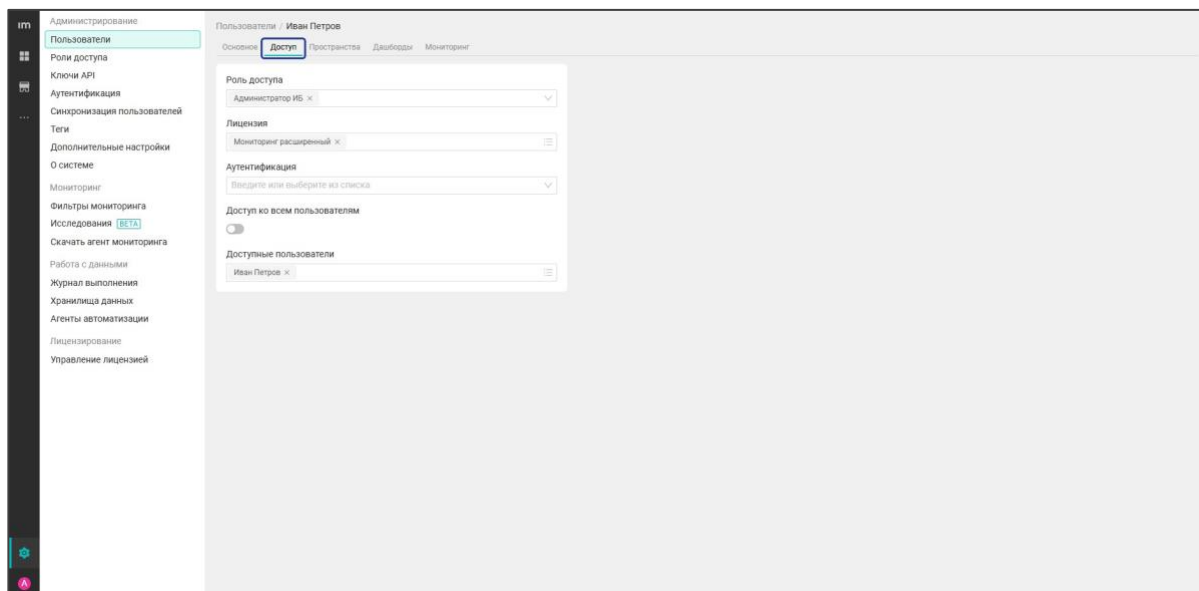 im
Администрирование
Пользователи
Роли доступа
Ключи API
Аутентификация
Синхронизация пользователей
Теги
Дополнительные настройки
О системе
Мониторинг
Фильтры мониторинга
Исследования BETA
Скачать агент мониторинга
Работа с данными
Журнал выполнения
Хранилища данных
Агенты автоматизации
Лицензирование
Управление лицензией
Пользователи / Иван Петров
Основное Доступ Пространства Дашборды Мониторинг
Роль доступа
Администратор ИБ ×
Лицензия
Мониторинг расширенный ×
Аутентификация
Введите или выберите из списка
Доступ ко всем пользователям
Доступные пользователи
Иван Петров ×